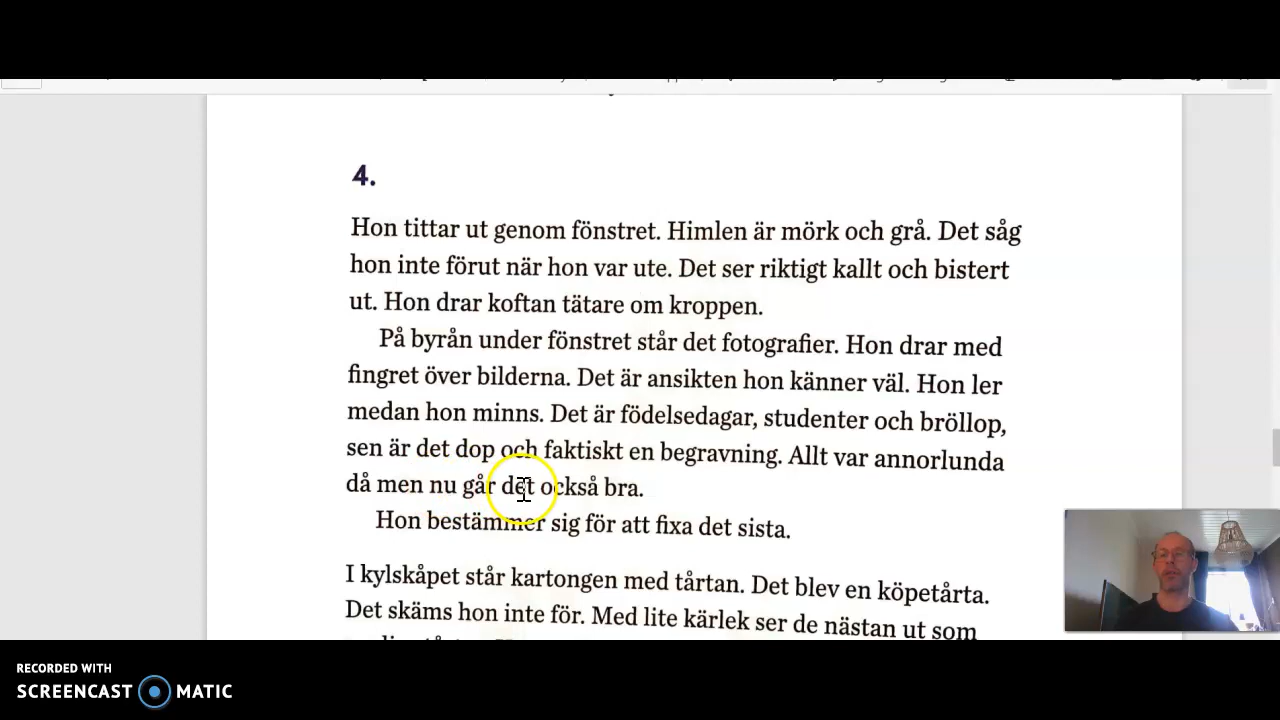 4.
Hon tittar ut genom fönstret. Himlen är mörk och grå. Det såg
hon inte förut när hon var ute. Det ser riktigt kallt och bistert
ut. Hon drar koftan tätare om kroppen.
På byrån under fönstret står det fotografier. Hon drar med
fingret över bilderna. Det är ansikten hon känner väl. Hon ler
medan hon minns. Det är födelsedagar, studenter och bröllop,
sen är det dop och faktiskt en begravning. Allt var annorlunda
då men nu går det också bra.
Hon bestämmer sig för att fixa det sista.
I kylskåpet står kartongen med tårtan. Det blev en köpetårta.
Det skäms hon inte för. Med lite kärlek ser de nästan ut som
RECORDED WITH
SCREENCAST MATIC